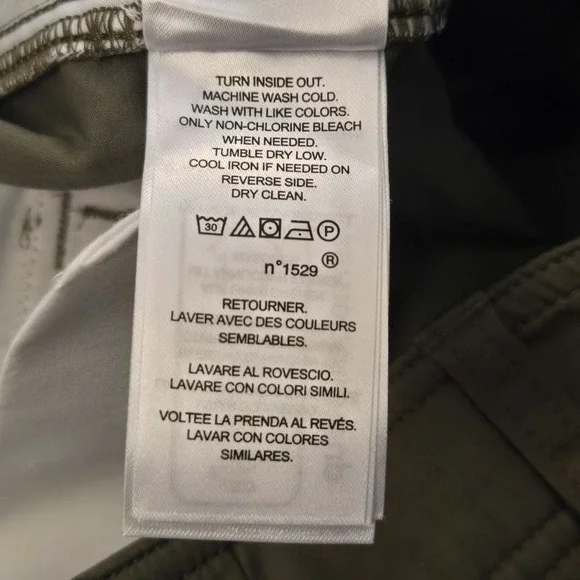 TURN INSIDE OUT.
MACHINE WASH COLD.
WASH WITH LIKE COLORS.
ONLY NON-CHLORINE BLEACH
WHEN NEEDED.
TUMBLE DRY LOW.
COOL IRON IF NEEDED ON
REVERSE SIDE.
DRY CLEAN.
30 P
n°1529 ®
RETOURNER.
LAVER AVEC DES COULEURS
SEMBLABLES.
LAVARE AL ROVESCIO.
LAVARE CON COLORI SIMILI.
VOLTEE LA PRENDA AL REVÉS.
LAVAR CON COLORES
SIMILARES.